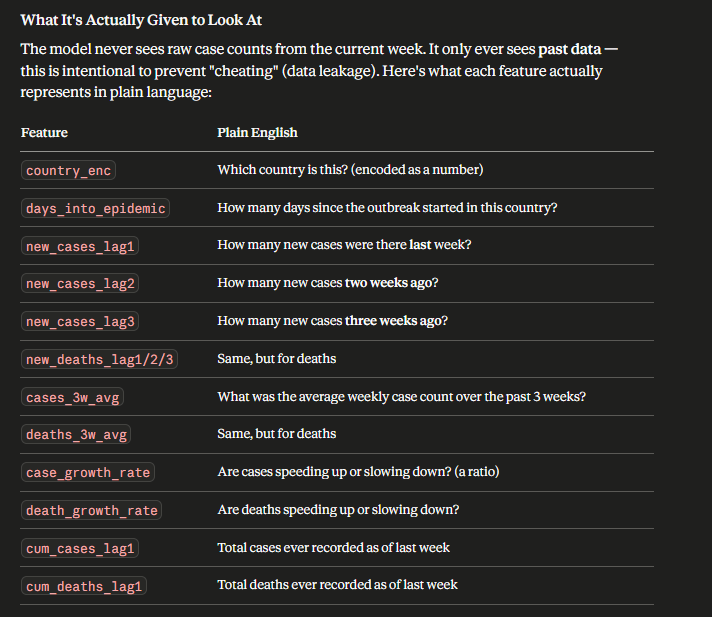 What It's Actually Given to Look At
The model never sees raw case counts from the current week. It only ever sees past data —
this is intentional to prevent "cheating" (data leakage). Here's what each feature actually
represents in plain language:
Feature Plain English
country_enc Which country is this? (encoded as a number)
days_into_epidemic How many days since the outbreak started in this country?
new_cases_lag1 How many new cases were there last week?
new_cases_lag2 How many new cases two weeks ago?
new_cases_lag3 How many new cases three weeks ago?
new_deaths_lag1/2/3 Same, but for deaths
cases_3w_avg What was the average weekly case count over the past 3 weeks?
deaths_3w_avg Same, but for deaths
case_growth_rate Are cases speeding up or slowing down? (a ratio)
death_growth_rate Are deaths speeding up or slowing down?
cum_cases_lag1 Total cases ever recorded as of last week
cum_deaths_lag1 Total deaths ever recorded as of last week